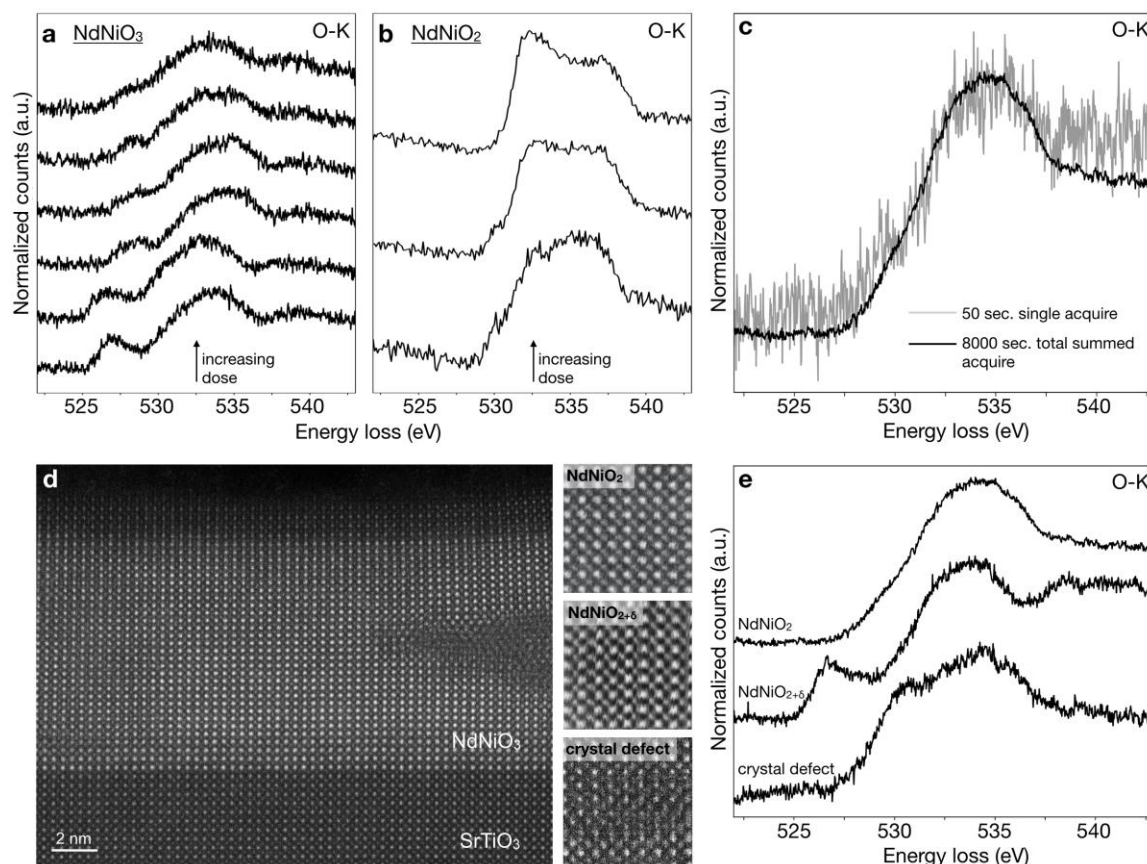 a NdNiO₃ O-K
Normalized counts (a.u.)
increasing
dose
525 530 535 540
b NdNiO₂ O-K
increasing
dose
525 530 535 540
Energy loss (eV)
c
Normalized counts (a.u.)
50 sec. single acquire
8000 sec. total summed
acquire
525 530 535 540
Energy loss (eV)
d
NdNiO₃
SrTiO₃
2 nm
NdNiO₂
NdNiO₂₊δ
crystal defect
e O-K
Normalized counts (a.u.)
NdNiO₂
NdNiO₂₊δ
crystal defect
525 530 535 540
Energy loss (eV)